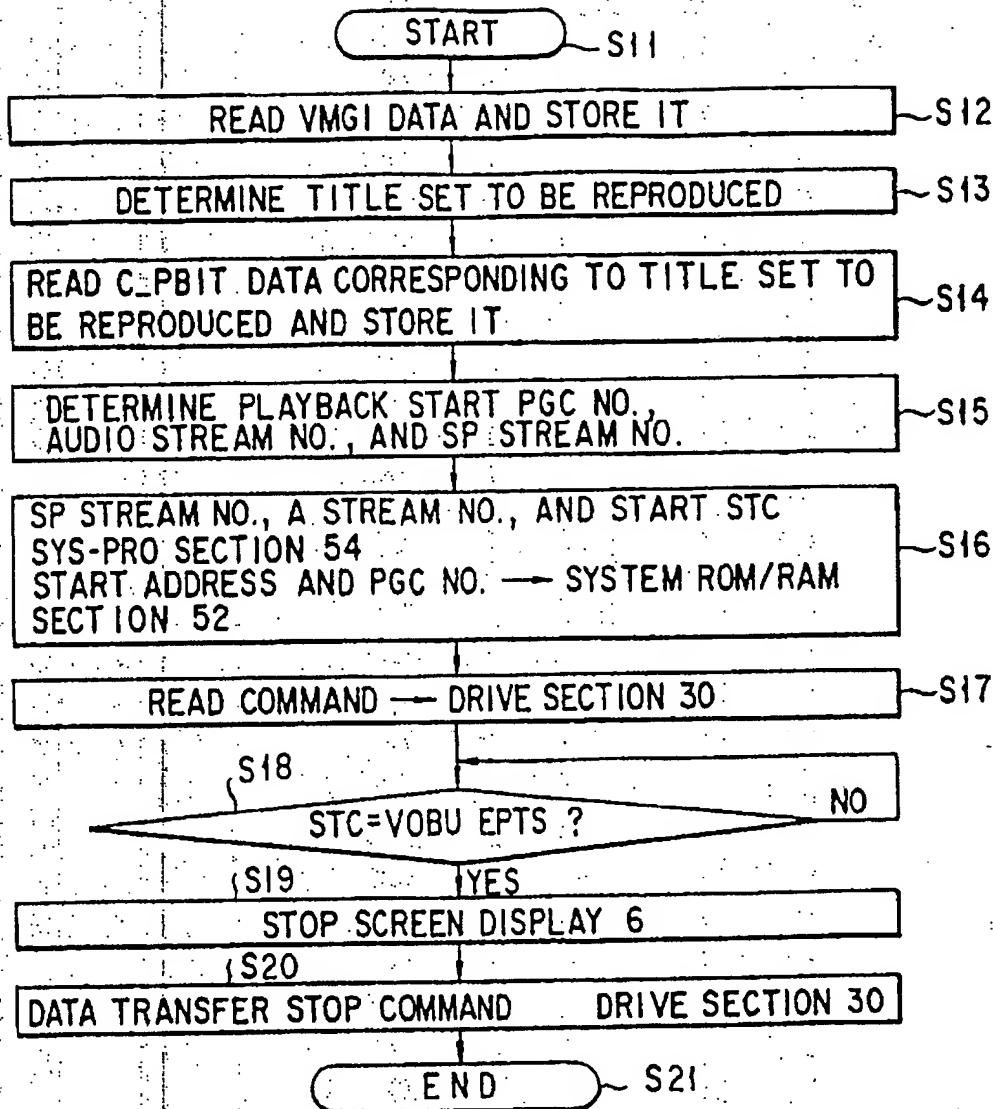 START
S11
READ VMGI DATA AND STORE IT
S12
DETERMINE TITLE SET TO BE REPRODUCED
S13
READ C_PBIT DATA CORRESPONDING TO TITLE SET TO
BE REPRODUCED AND STORE IT
S14
DETERMINE PLAYBACK START PGC NO.,
AUDIO STREAM NO., AND SP STREAM NO.
S15
SP STREAM NO., A STREAM NO., AND START STC
SYS-PRO SECTION 54
START ADDRESS AND PGC NO. → SYSTEM ROM/RAM
SECTION 52
S16
READ COMMAND → DRIVE SECTION 30
S17
S18
STC=VOBU EPTS ?
NO
YES
S19
STOP SCREEN DISPLAY 6
S20
DATA TRANSFER STOP COMMAND DRIVE SECTION 30
END
S21